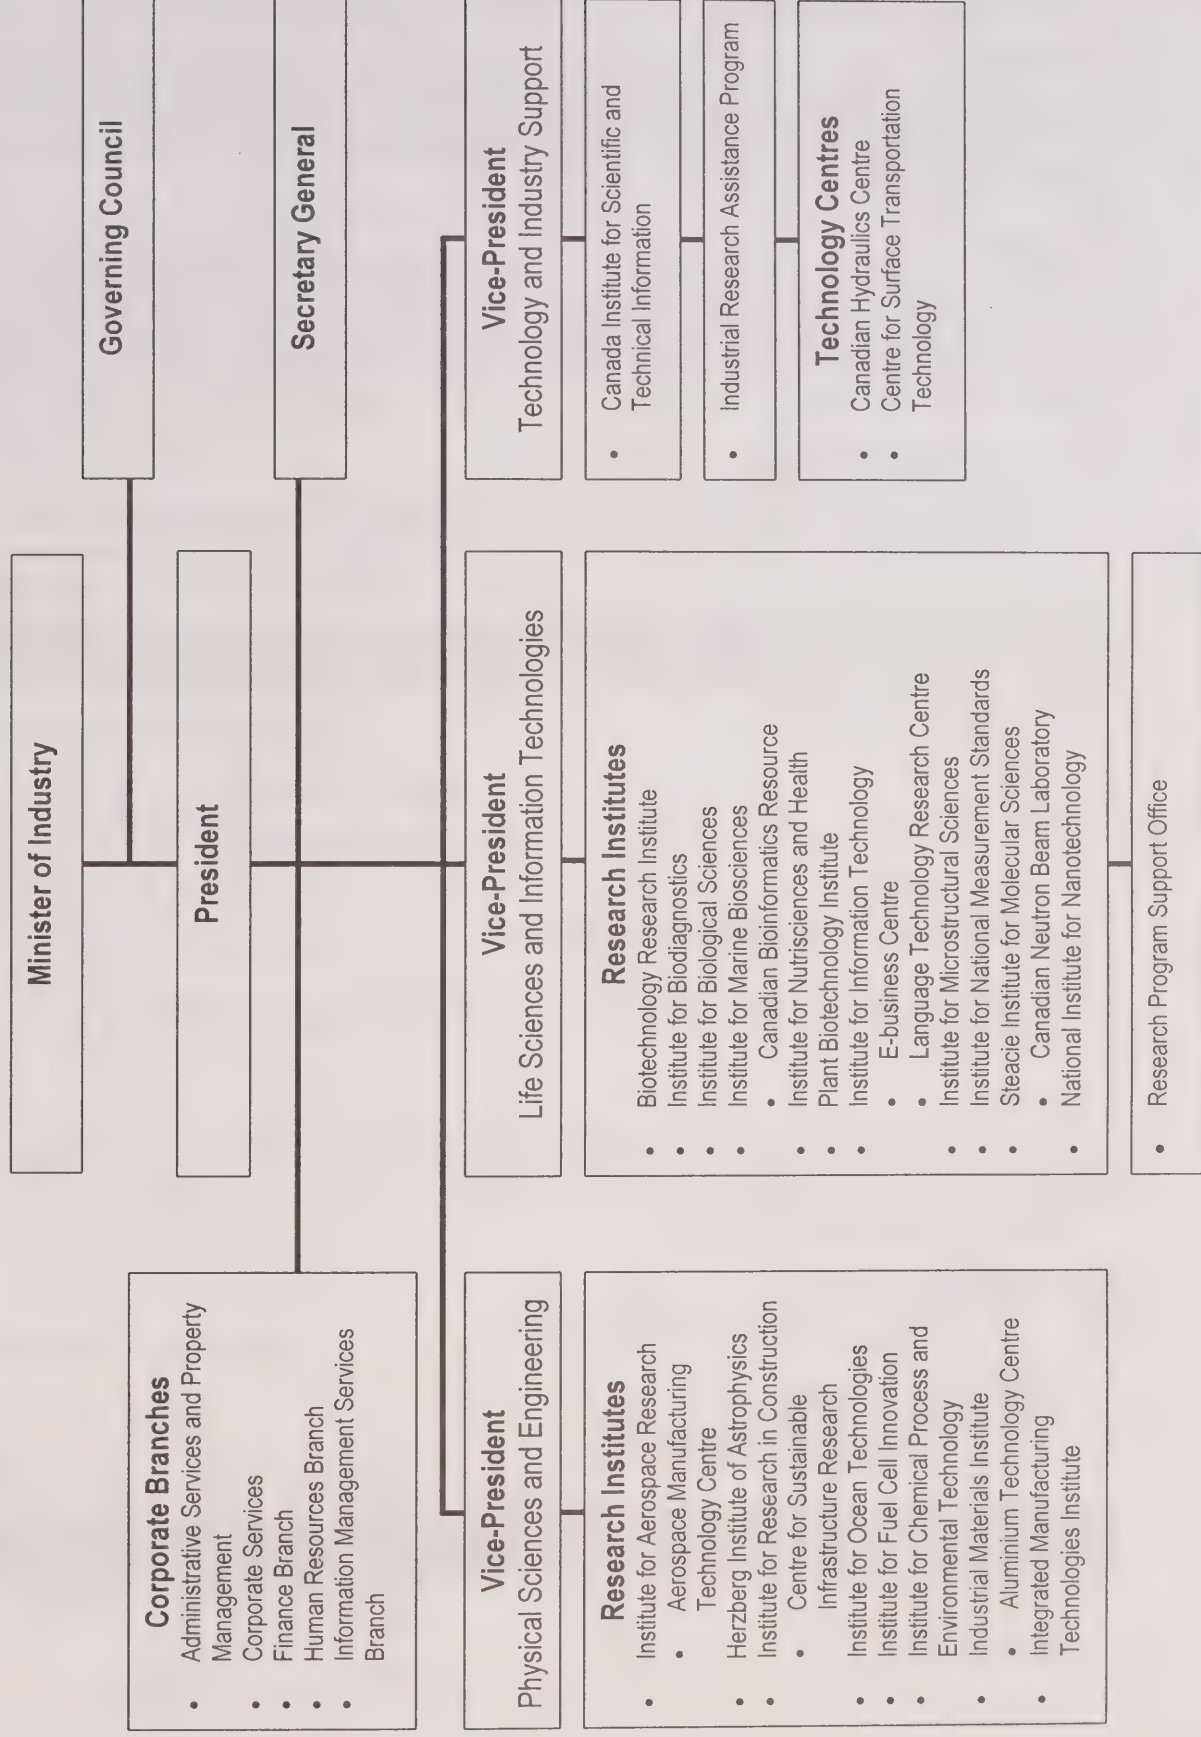 Minister of Industry
Governing Council
President
Secretary General
Corporate Branches
• Administrative Services and Property
Management
• Corporate Services
• Finance Branch
• Human Resources Branch
• Information Management Services
Branch
Vice-President
Physical Sciences and Engineering
Research Institutes
• Institute for Aerospace Research
• Aerospace Manufacturing
Technology Centre
• Herzberg Institute of Astrophysics
• Institute for Research in Construction
• Centre for Sustainable
Infrastructure Research
• Institute for Ocean Technologies
• Institute for Fuel Cell Innovation
• Institute for Chemical Process and
Environmental Technology
• Industrial Materials Institute
• Aluminium Technology Centre
• Integrated Manufacturing
Technologies Institute
Vice-President
Life Sciences and Information Technologies
Research Institutes
• Biotechnology Research Institute
• Institute for Biodiagnostics
• Institute for Biological Sciences
• Institute for Marine Biosciences
• Canadian Bioinformatics Resource
• Institute for Nutrisciences and Health
• Plant Biotechnology Institute
• Institute for Information Technology
• E-business Centre
• Language Technology Research Centre
• Institute for Microstructural Sciences
• Institute for National Measurement Standards
• Steacie Institute for Molecular Sciences
• Canadian Neutron Beam Laboratory
• National Institute for Nanotechnology
• Research Program Support Office
Vice-President
Technology and Industry Support
• Canada Institute for Scientific and
Technical Information
• Industrial Research Assistance Program
Technology Centres
• Canadian Hydraulics Centre
• Centre for Surface Transportation
Technology